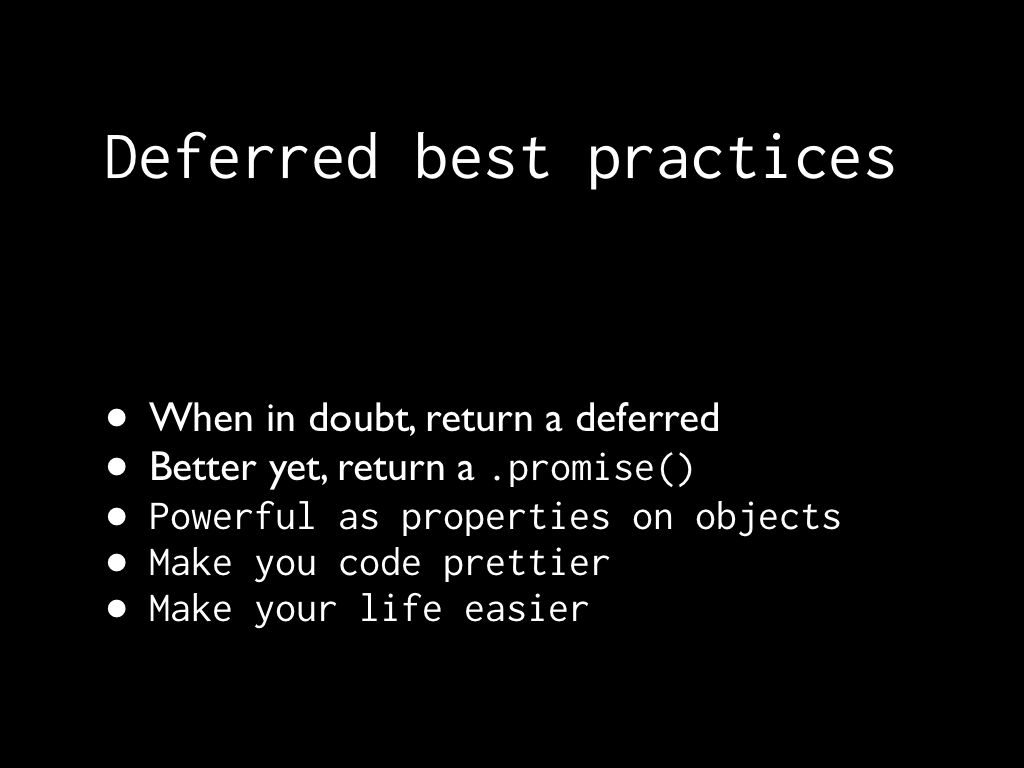 Deferred best practices
• When in doubt, return a deferred
• Better yet, return a .promise()
• Powerful as properties on objects
• Make you code prettier
• Make your life easier